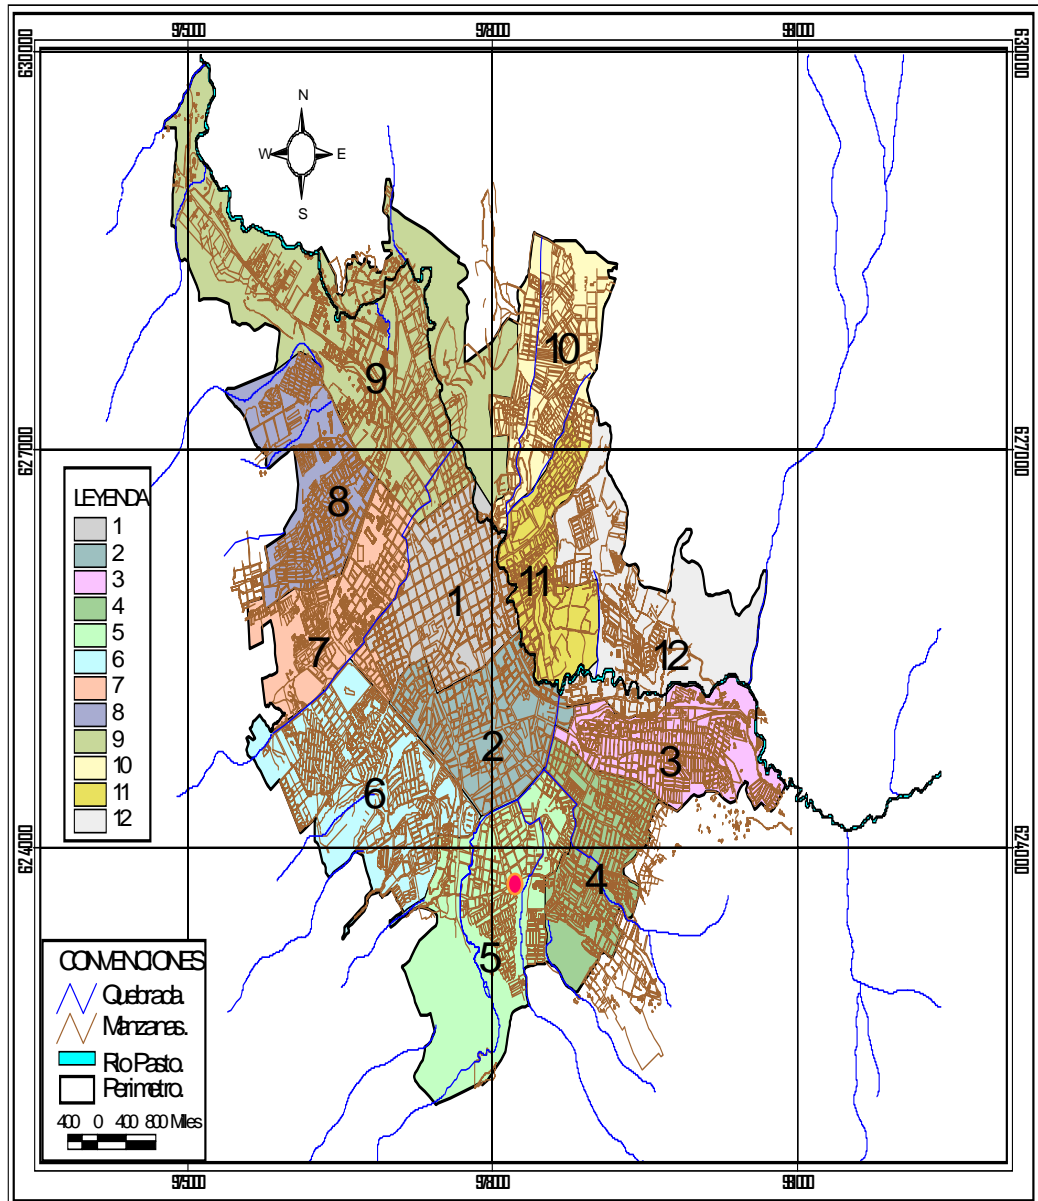 975000 978000 981000
630000 630000
N
W E
S
10
9
627000 627000
LEYENDA
1
2
3
4
5
6
7
8
9
10
11
12
8
11
1
7
12
2
3
6
624000 624000
4
5
CONVENCIONES
Quebrada.
Manzanas.
Río Pasto.
Perimetro.
400 0 400 800 Miles
975000 978000 981000